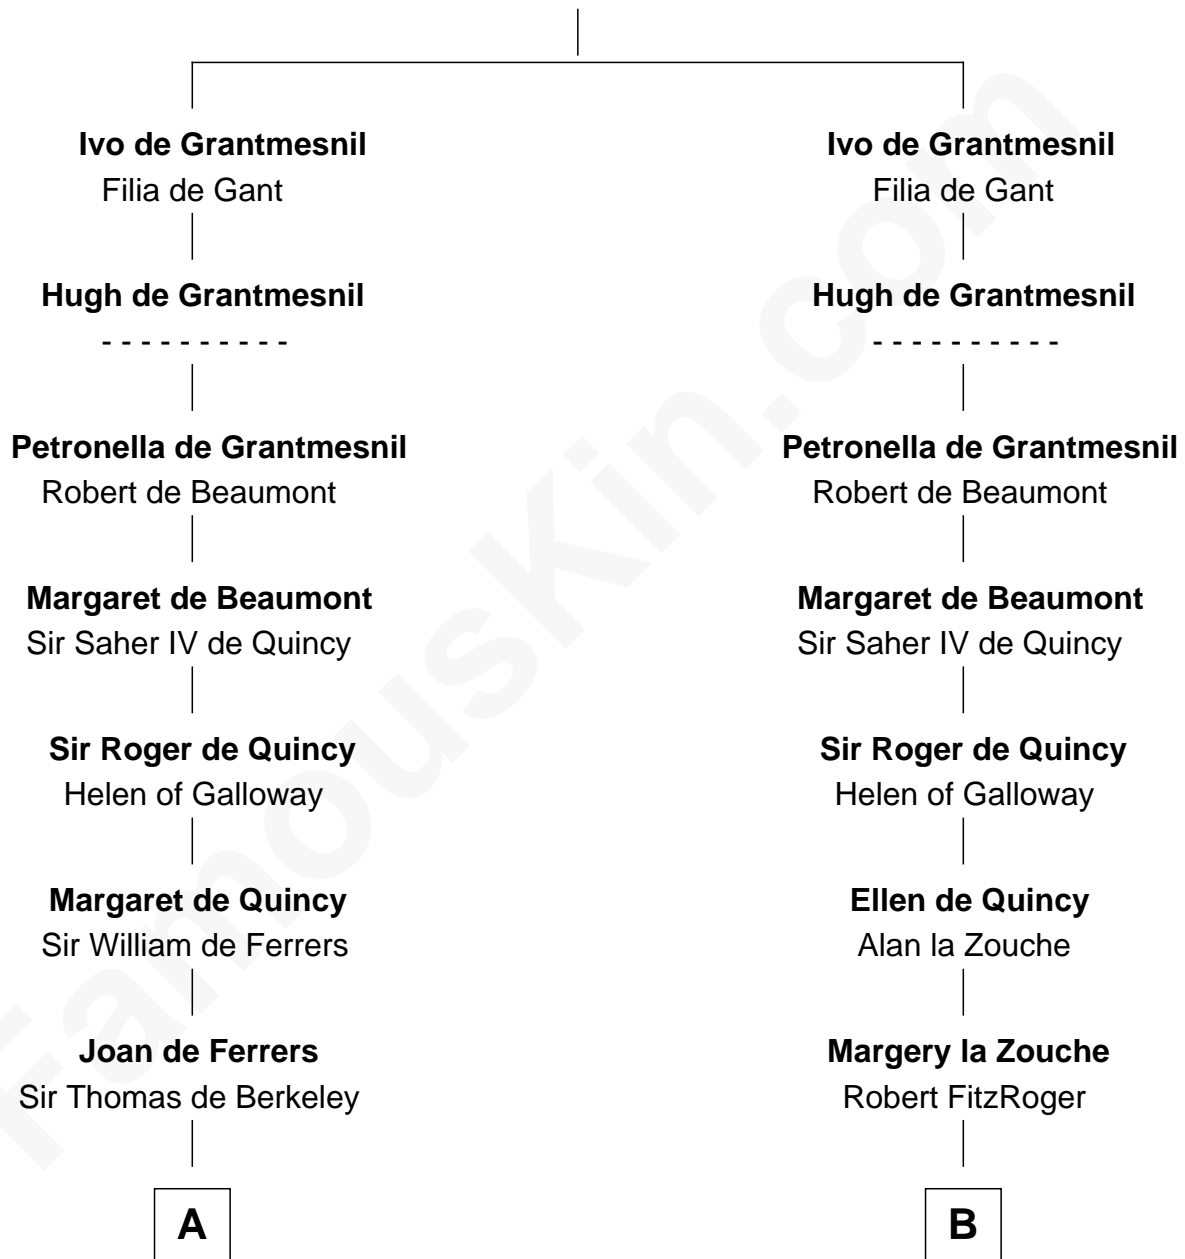 Ivo de Grantmesnil
Filia de Gant
Hugh de Grantmesnil
- - - - - - - - - -
Petronella de Grantmesnil
Robert de Beaumont
Margaret de Beaumont
Sir Saher IV de Quincy
Sir Roger de Quincy
Helen of Galloway
Margaret de Quincy
Sir William de Ferrers
Joan de Ferrers
Sir Thomas de Berkeley
A
Ivo de Grantmesnil
Filia de Gant
Hugh de Grantmesnil
- - - - - - - - - -
Petronella de Grantmesnil
Robert de Beaumont
Margaret de Beaumont
Sir Saher IV de Quincy
Sir Roger de Quincy
Helen of Galloway
Ellen de Quincy
Alan la Zouche
Margery la Zouche
Robert FitzRoger
B
FamousKin.com